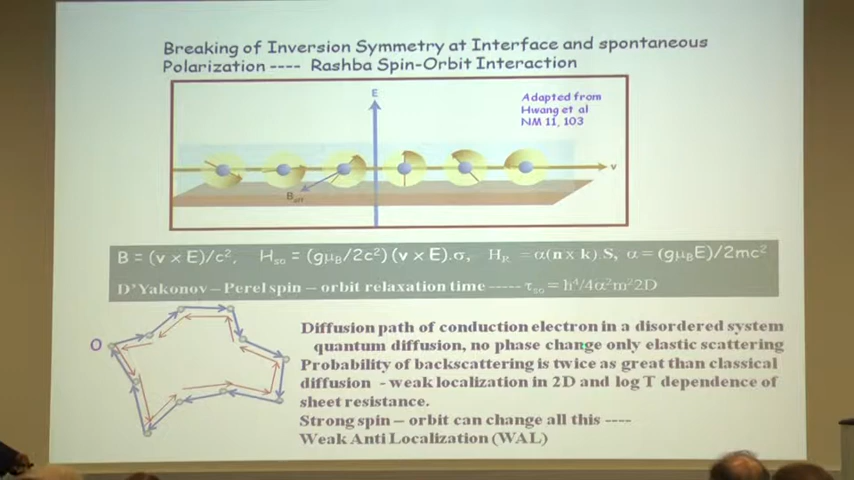 Breaking of Inversion Symmetry at Interface and spontaneous
Polarization ---- Rashba Spin-Orbit Interaction
E
Adapted from
Hwang et al
NM 11, 103
v
B_eff
B = (v × E)/c², H_so = (gμ_B/2c²) (v × E).σ, H_R = α(n x k).S, α = (gμ_B E)/2mc²
D'Yakonov – Perel spin – orbit relaxation time ----- τ_so = ħ⁴/4α²m²2D
O
Diffusion path of conduction electron in a disordered system
quantum diffusion, no phase change only elastic scattering
Probability of backscattering is twice as great than classical
diffusion - weak localization in 2D and log T dependence of
sheet resistance.
Strong spin – orbit can change all this ----
Weak Anti Localization (WAL)